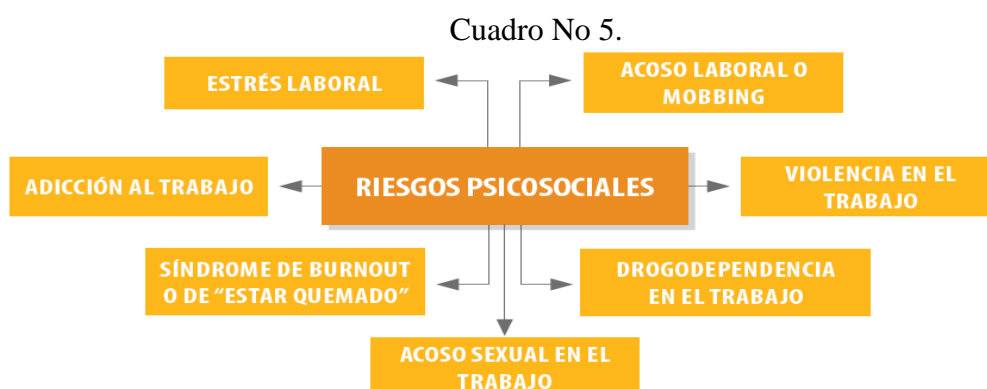 Cuadro No 5.
ESTRÉS LABORAL
ACOSO LABORAL O
MOBBING
ADICCIÓN AL TRABAJO
RIESGOS PSICOSOCIALES
VIOLENCIA EN EL
TRABAJO
SÍNDROME DE BURNOUT
O DE “ESTAR QUEMADO”
DROGODEPENDENCIA
EN EL TRABAJO
ACOSO SEXUAL EN EL
TRABAJO